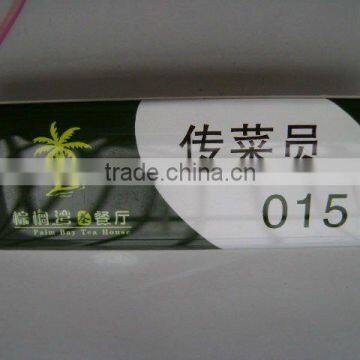 传菜员
trade.china.cn
015
棕榈湾茶餐厅
Palm Bay Tea House